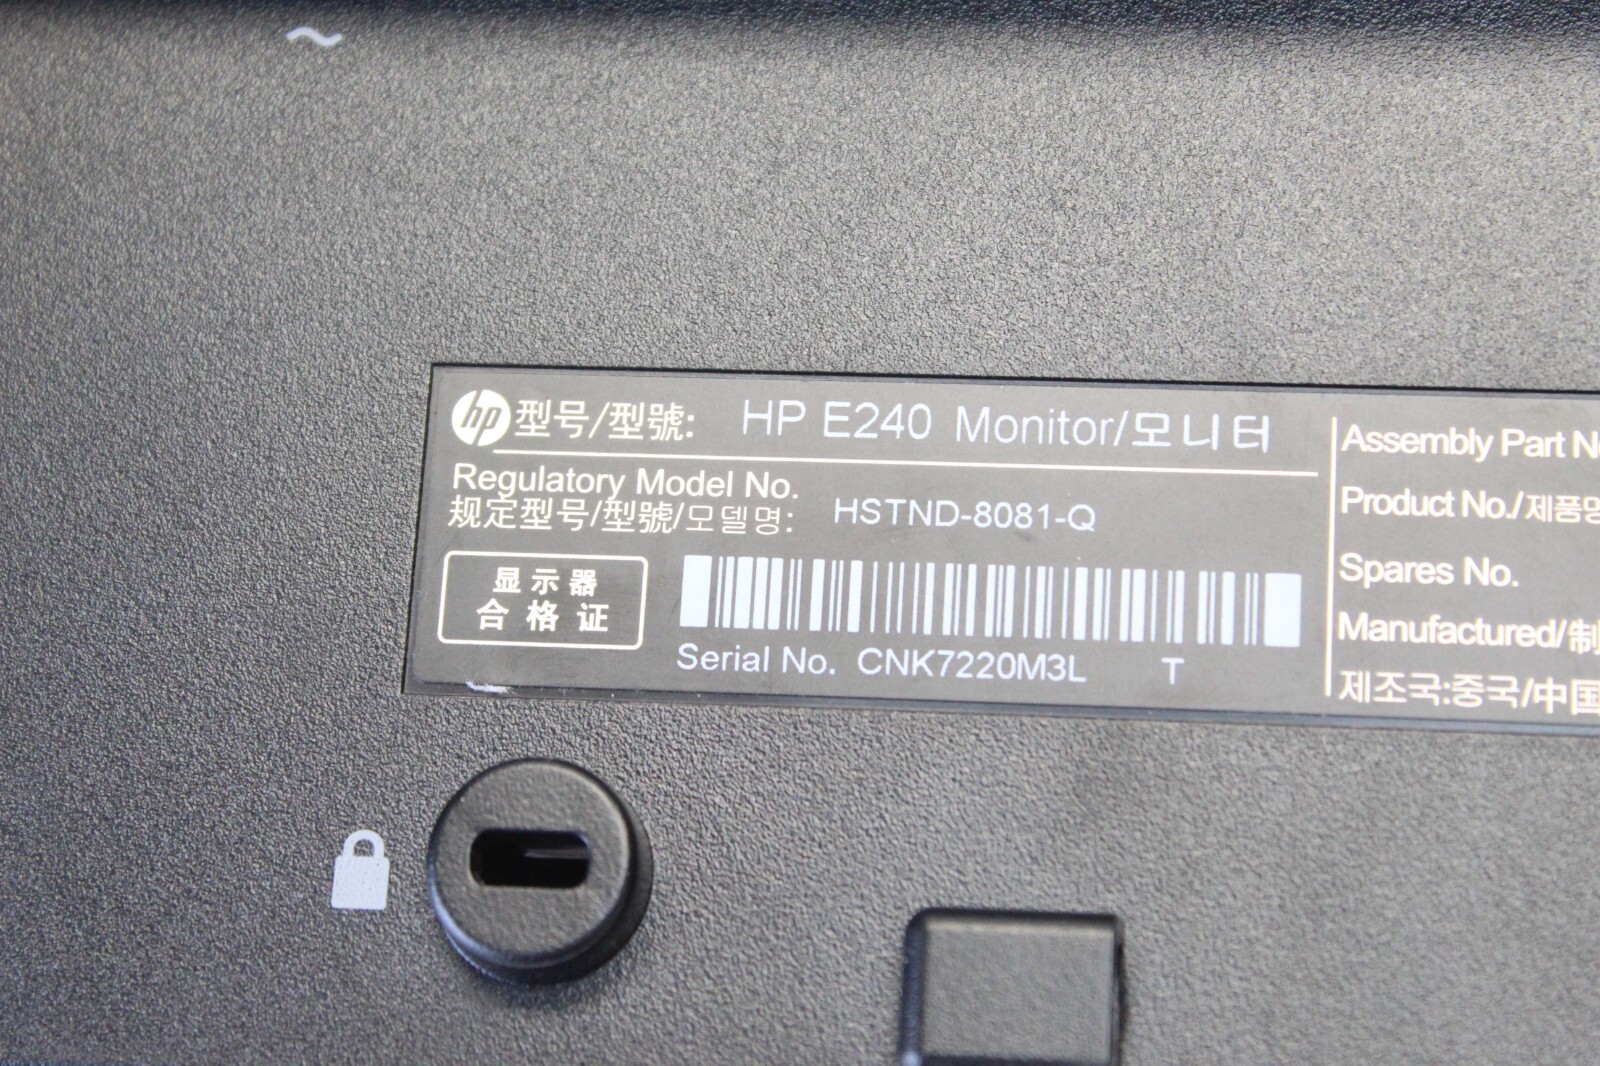 hp 型号/型號: HP E240 Monitor/모니터
Regulatory Model No.
规定型号/型號/모델명: HSTND-8081-Q
显示器
合格证
Serial No. CNK7220M3L T
Assembly Part
Product No./제품명
Spares No.
Manufactured/制
제조국:중국/中国